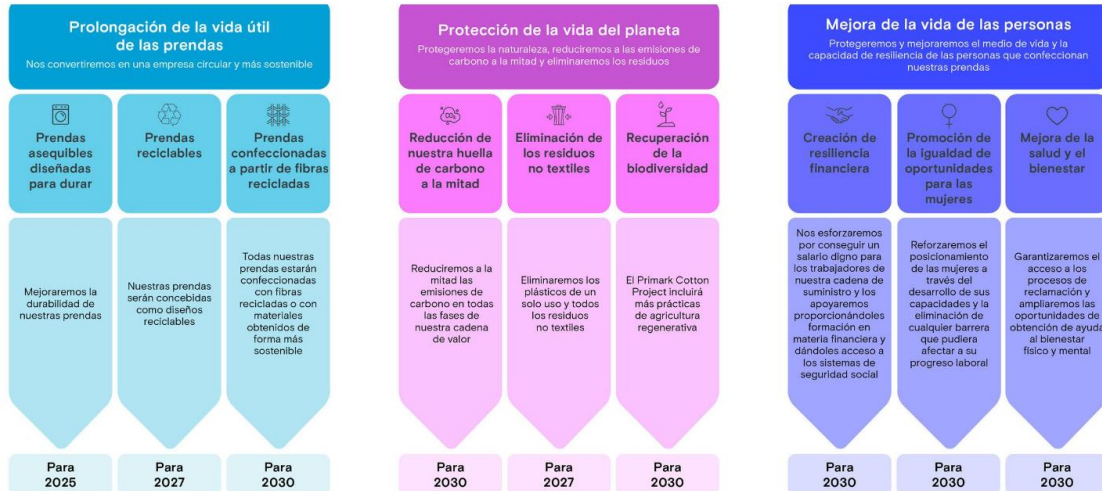 Prolongación de la vida útil
de las prendas
Nos convertiremos en una empresa circular y más sostenible
Prendas
asequibles
diseñadas
para durar
Mejoraremos la
durabilidad de
nuestras prendas
Para
2025
Prendas
reciclables
Nuestras prendas
serán concebidas
como diseños
reciclables
Para
2027
Prendas
confeccionadas
a partir de fibras
recicladas
Todas nuestras
prendas estarán
confeccionadas
con fibras
recicladas o con
materiales
obtenidos de
forma más
sostenible
Para
2030
Protección de la vida del planeta
Protegeremos la naturaleza, reduciremos a las emisiones de
carbono a la mitad y eliminaremos los residuos
CO₂
Reducción de
nuestra huella
de carbono
a la mitad
Reduciremos a la
mitad las
emisiones de
carbono en todas
las fases de
nuestra cadena
de valor
Para
2030
Eliminación de
los residuos
no textiles
Eliminaremos los
plásticos de un
solo uso y todos
los residuos
no textiles
Para
2027
Recuperación
de la
biodiversidad
El Primark Cotton
Project incluirá
más prácticas
de agricultura
regenerativa
Para
2030
Mejora de la vida de las personas
Protegeremos y mejoraremos el medio de vida y la
capacidad de resiliencia de las personas que confeccionan
nuestras prendas
Creación de
resiliencia
financiera
Nos esforzaremos
por conseguir un
salario digno para
los trabajadores de
nuestra cadena de
suministro y los
apoyaremos
proporcionándoles
formación en
materia financiera y
dándoles acceso a
los sistemas de
seguridad social
Para
2030
Promoción de
la igualdad de
oportunidades
para las
mujeres
Reforzaremos el
posicionamiento
de las mujeres a
través del
desarrollo de sus
capacidades y la
eliminación de
cualquier barrera
que pudiera
afectar a su
progreso laboral
Para
2030
Mejora de la
salud y el
bienestar
Garantizaremos el
acceso a los
procesos de
reclamación y
ampliaremos las
oportunidades de
obtención de ayuda
al bienestar
físico y mental
Para
2030